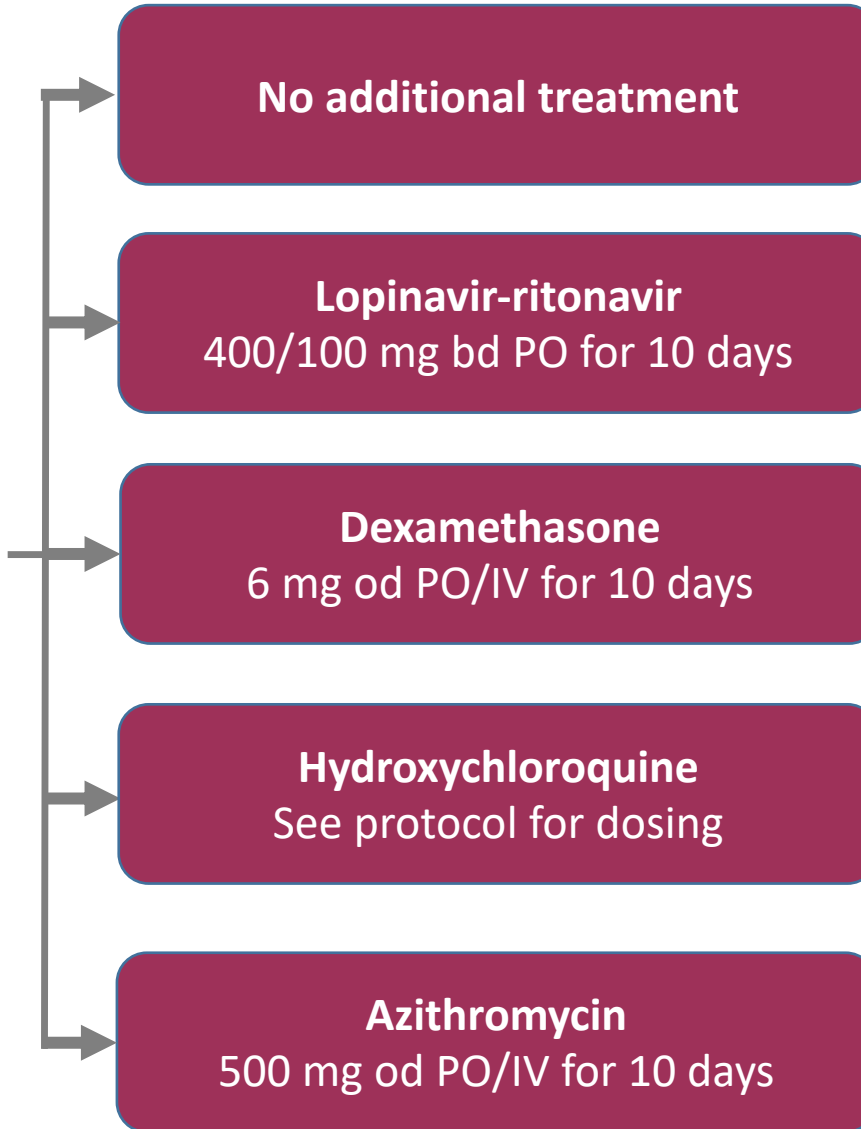 No additional treatment
Lopinavir-ritonavir
400/100 mg bd PO for 10 days
Dexamethasone
6 mg od PO/IV for 10 days
Hydroxychloroquine
See protocol for dosing
Azithromycin
500 mg od PO/IV for 10 days